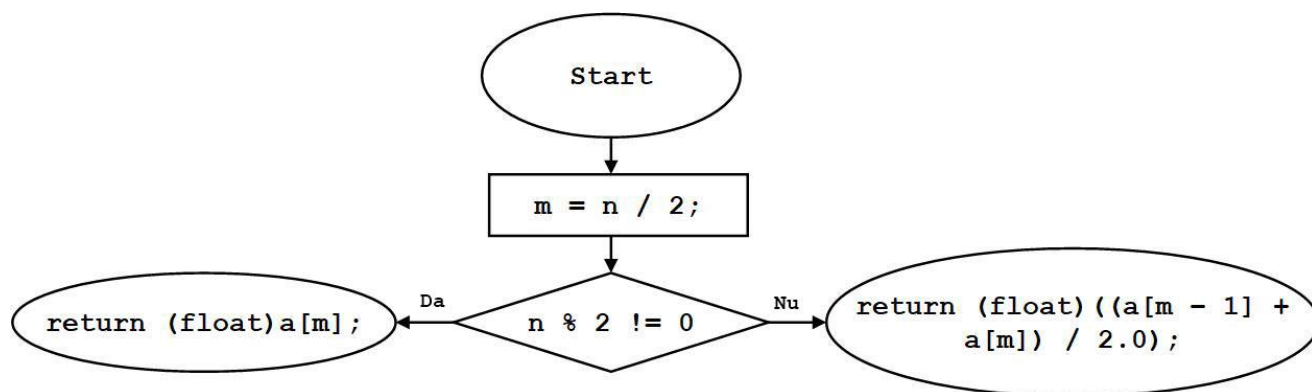 Start
m = n / 2;
n % 2 != 0
Da
return (float)a[m];
Nu
return (float)((a[m - 1] +
a[m]) / 2.0);